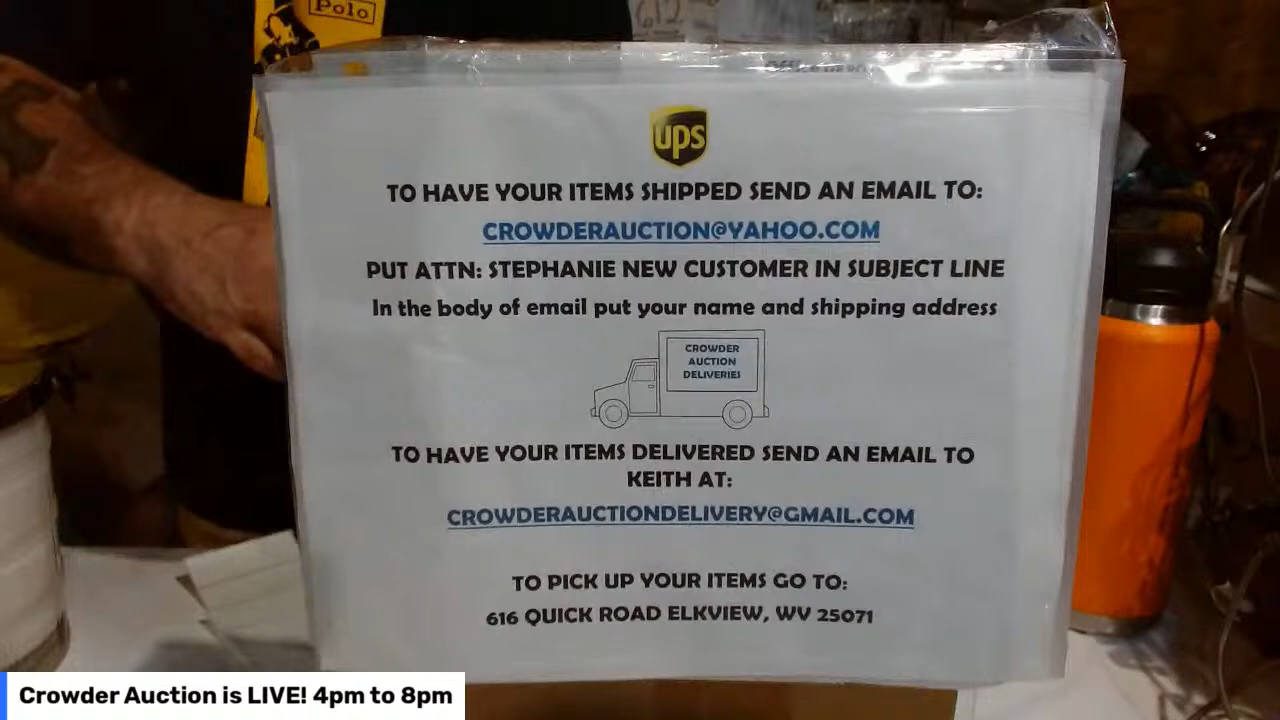 Polo
612
ups
TO HAVE YOUR ITEMS SHIPPED SEND AN EMAIL TO:
CROWDERAUCTION@YAHOO.COM
PUT ATTN: STEPHANIE NEW CUSTOMER IN SUBJECT LINE
In the body of email put your name and shipping address
CROWDER
AUCTION
DELIVERIES
TO HAVE YOUR ITEMS DELIVERED SEND AN EMAIL TO
KEITH AT:
CROWDERAUCTIONDELIVERY@GMAIL.COM
TO PICK UP YOUR ITEMS GO TO:
616 QUICK ROAD ELKVIEW, WV 25071
Crowder Auction is LIVE! 4pm to 8pm